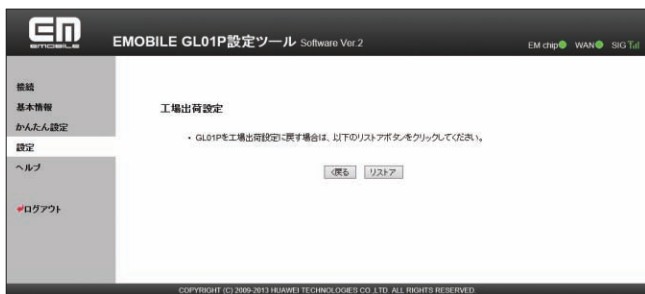 EM
EMOBILE
EMOBILE GL01P設定ツール Software Ver.2
EM chip WAN SIG
接続
基本情報
かんたん設定
設定
ヘルプ
ログアウト
工場出荷設定
・ GL01Pを工場出荷設定に戻す場合は、以下のリストアボタンをクリックしてください。
<戻る リストア
COPYRIGHT (C) 2009-2013 HUAWEI TECHNOLOGIES CO.,LTD. ALL RIGHTS RESERVED.